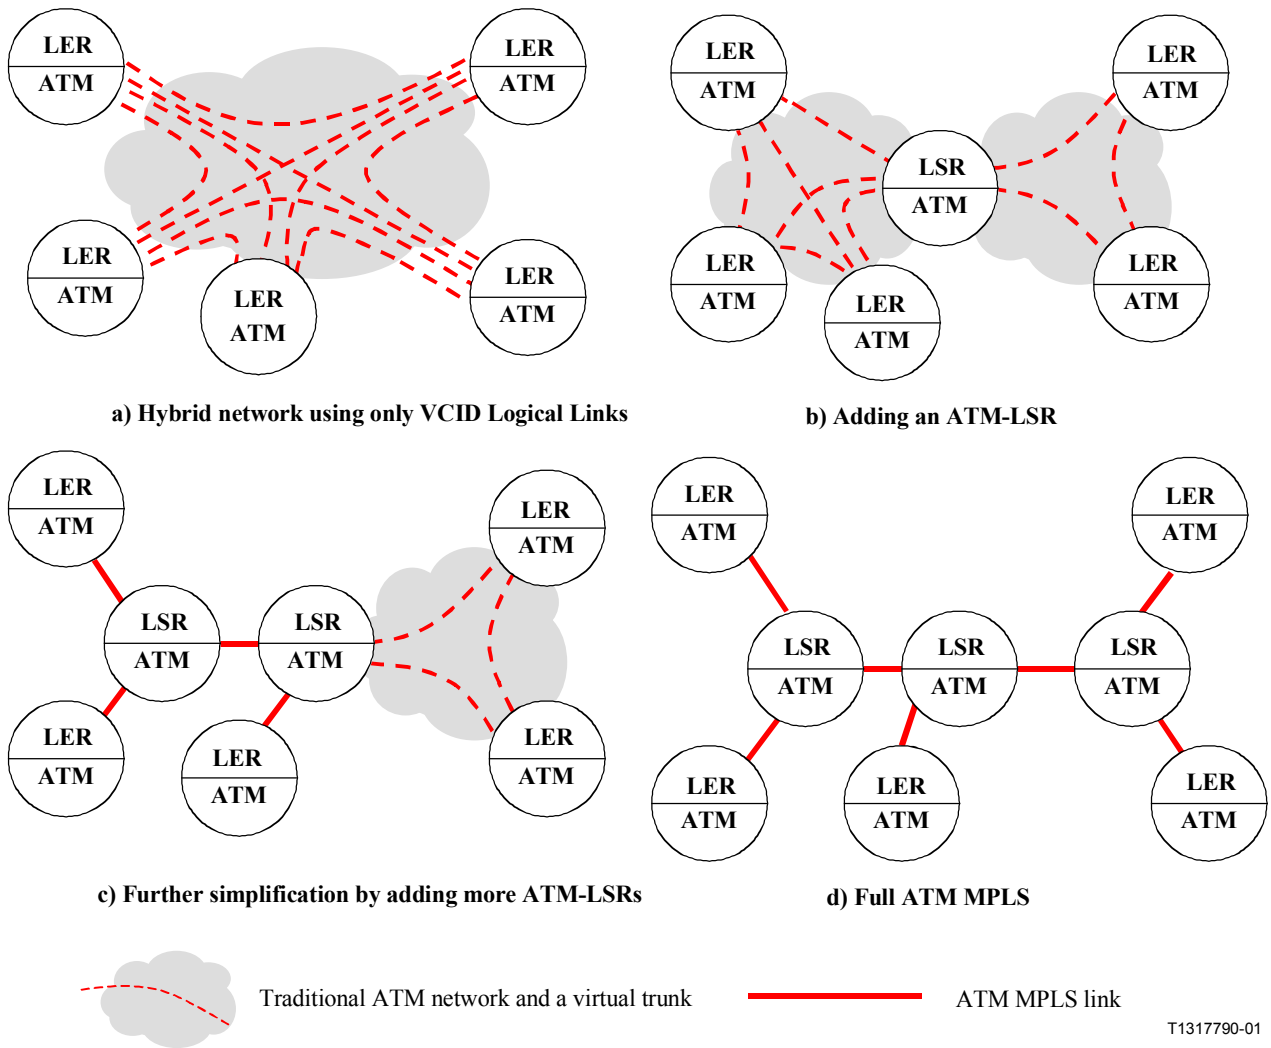 LER
ATM
LER
ATM
LER
ATM
LER
ATM
LER
ATM
a) Hybrid network using only VCID Logical Links
LER
ATM
LER
ATM
LSR
ATM
LER
ATM
LER
ATM
LER
ATM
b) Adding an ATM-LSR
LER
ATM
LER
ATM
LSR
ATM
LSR
ATM
LER
ATM
LER
ATM
LER
ATM
c) Further simplification by adding more ATM-LSRs
LER
ATM
LER
ATM
LSR
ATM
LSR
ATM
LSR
ATM
LER
ATM
LER
ATM
LER
ATM
d) Full ATM MPLS
Traditional ATM network and a virtual trunk
ATM MPLS link
T1317790-01